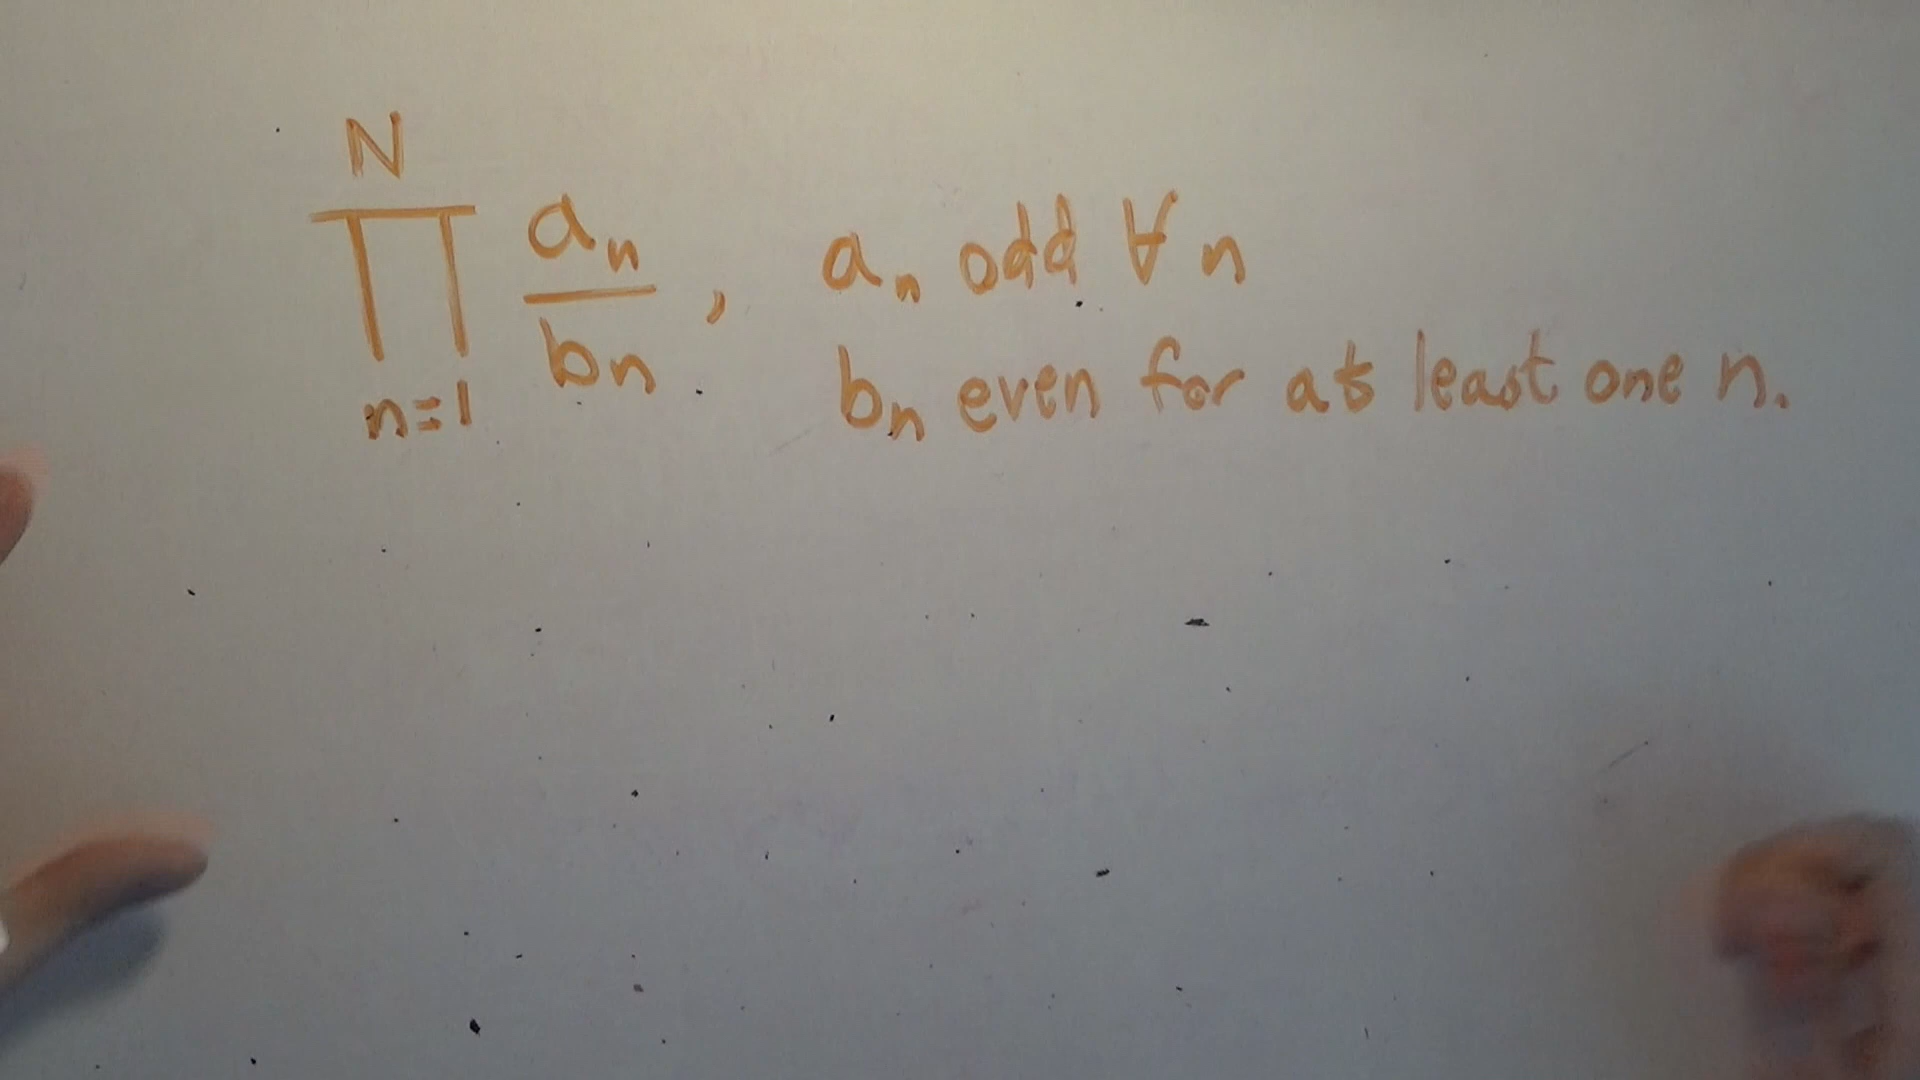 N
∏ aₙ/bₙ , aₙ odd ∀ n
n=1 bₙ even for at least one n.